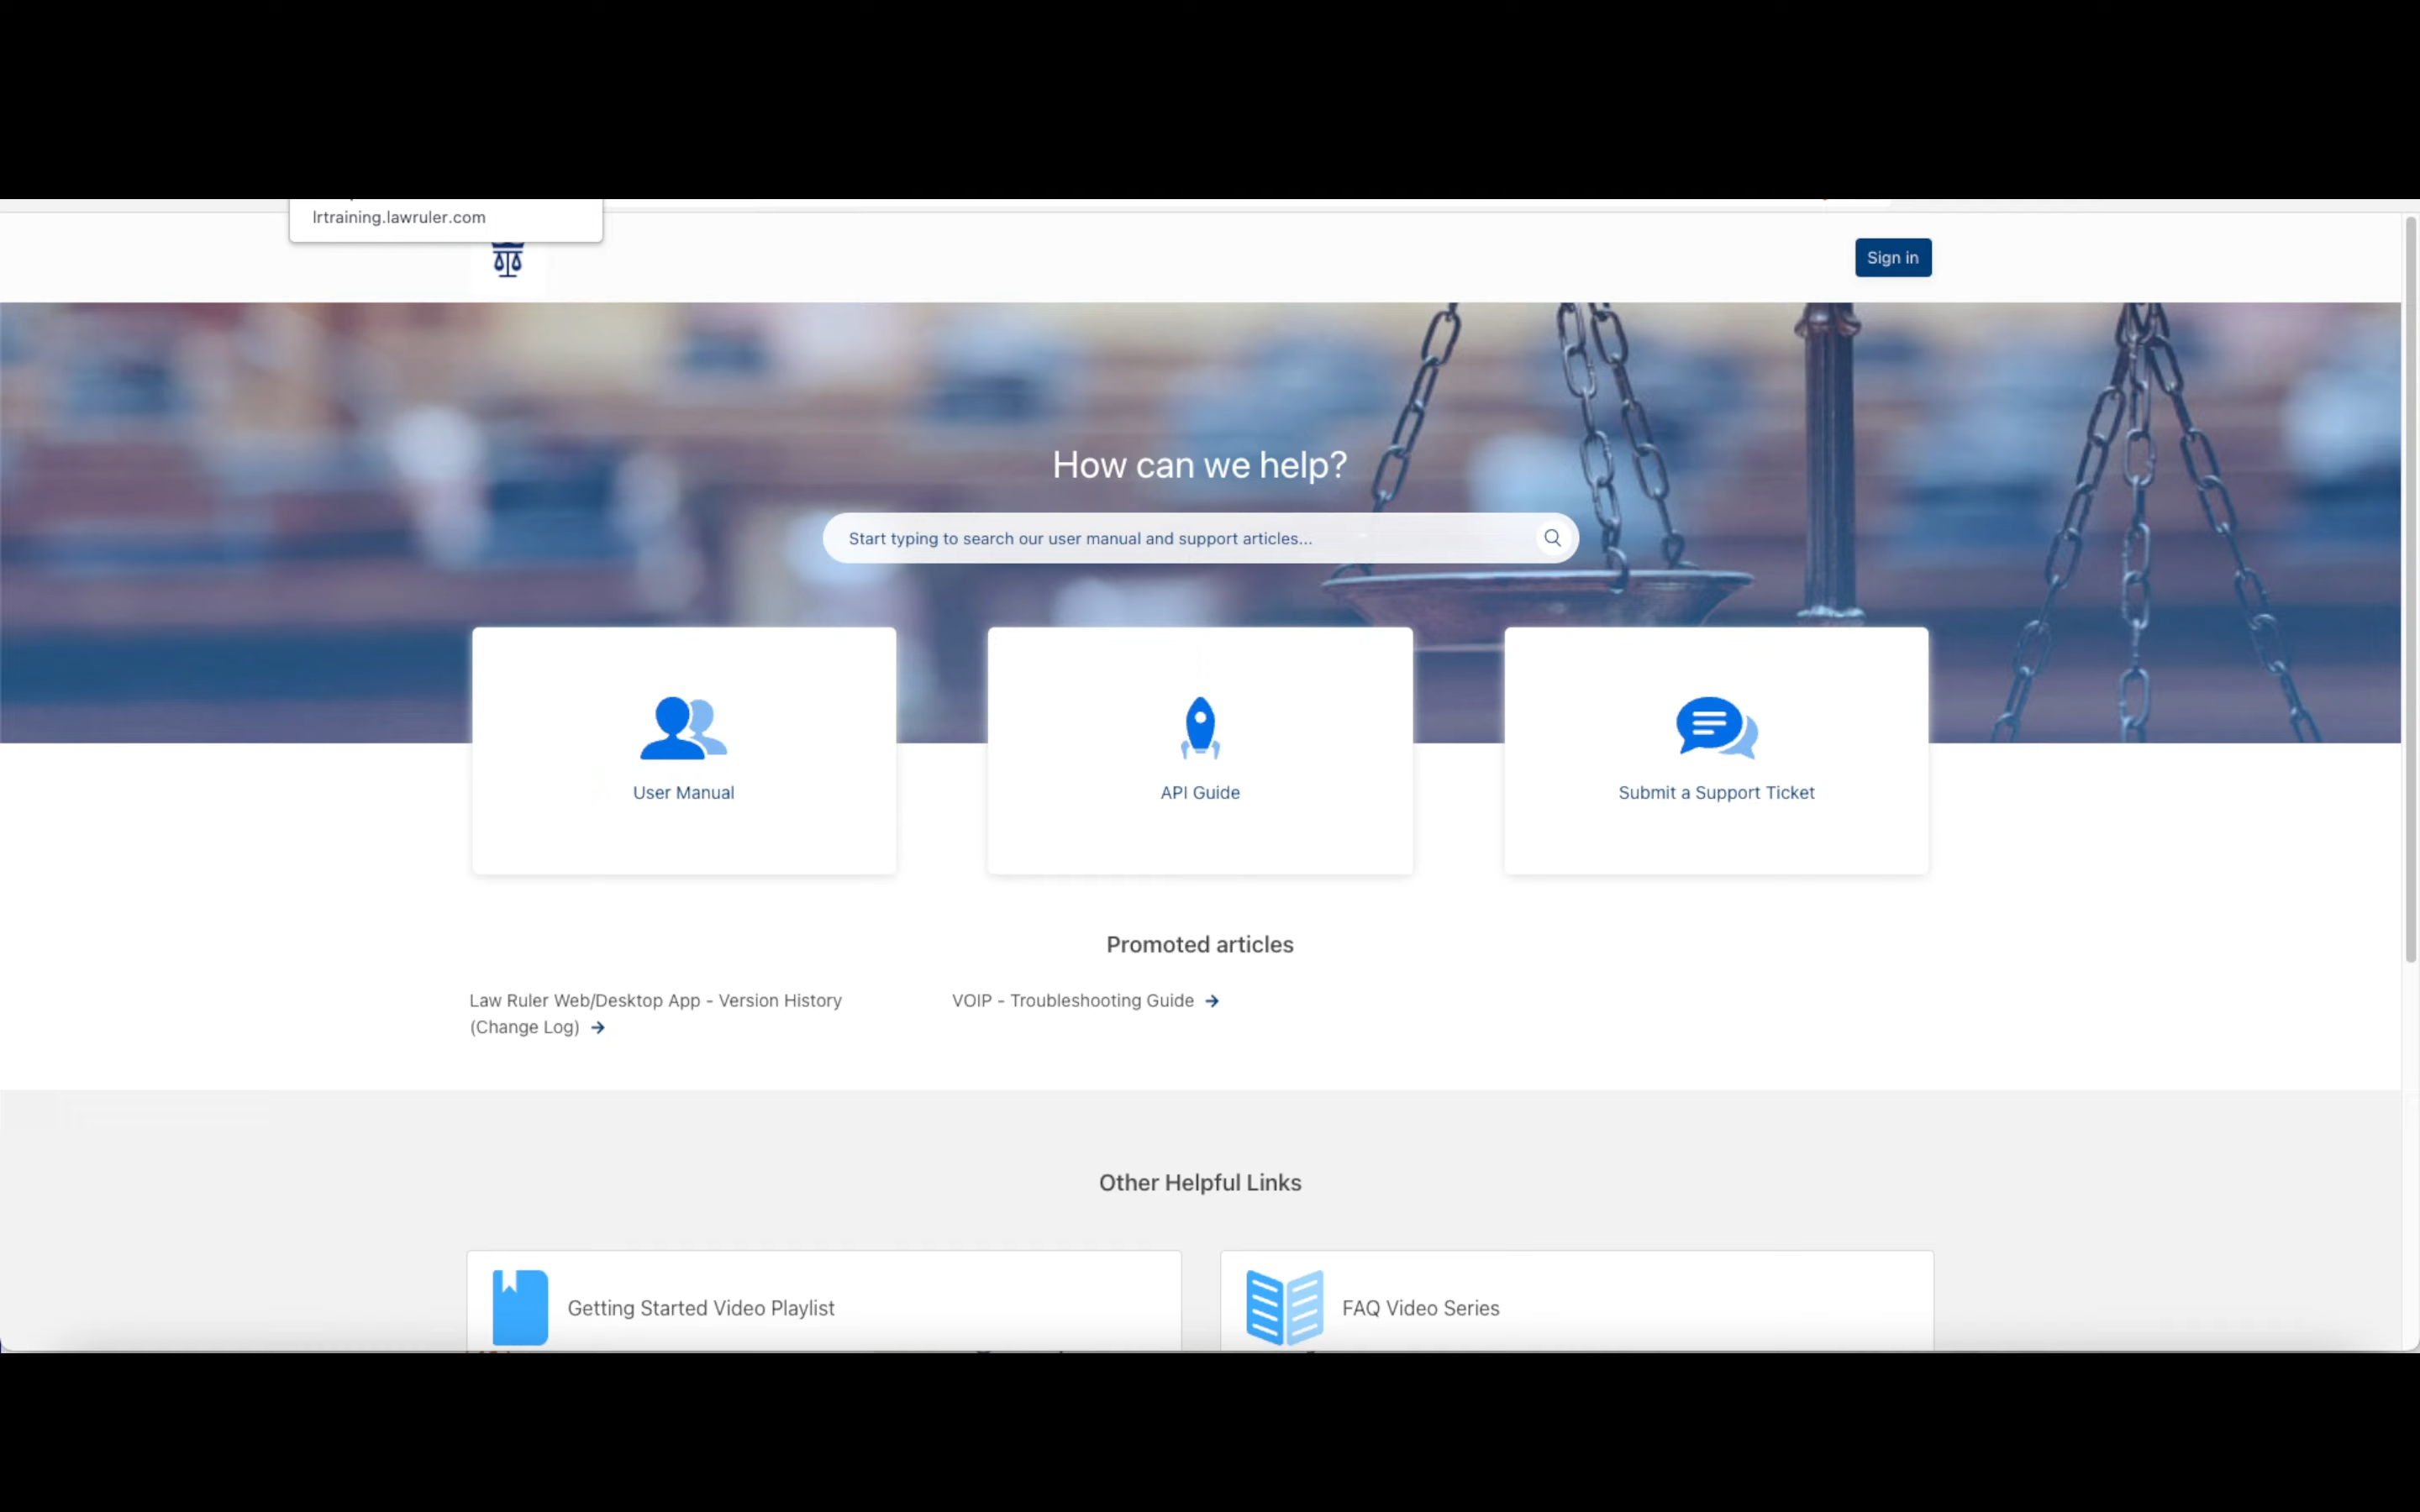 lrtraining.lawruler.com
Sign in
How can we help?
Start typing to search our user manual and support articles...
User Manual
API Guide
Submit a Support Ticket
Promoted articles
Law Ruler Web/Desktop App - Version History
(Change Log) →
VOIP - Troubleshooting Guide →
Other Helpful Links
Getting Started Video Playlist
FAQ Video Series